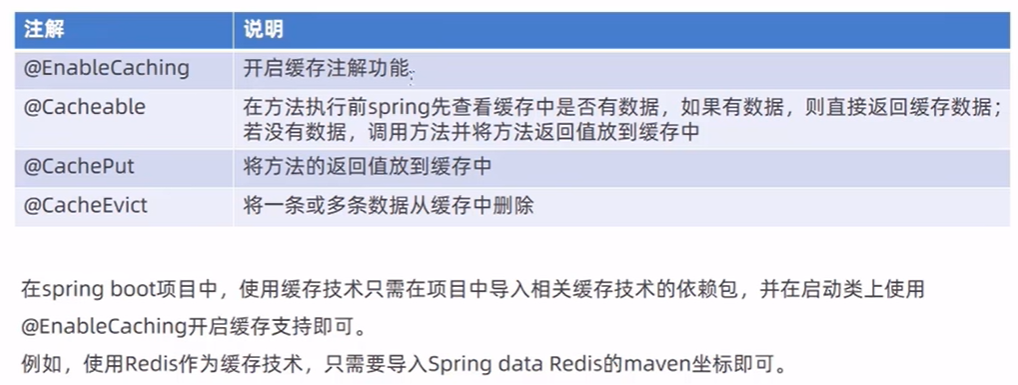 注解 说明
@EnableCaching 开启缓存注解功能
@Cacheable 在方法执行前spring先查看缓存中是否有数据，如果有数据，则直接返回缓存数据；
若没有数据，调用方法并将方法返回值放到缓存中
@CachePut 将方法的返回值放到缓存中
@CacheEvict 将一条或多条数据从缓存中删除
在spring boot项目中，使用缓存技术只需在项目中导入相关缓存技术的依赖包，并在启动类上使用
@EnableCaching开启缓存支持即可。
例如，使用Redis作为缓存技术，只需要导入Spring data Redis的maven坐标即可。